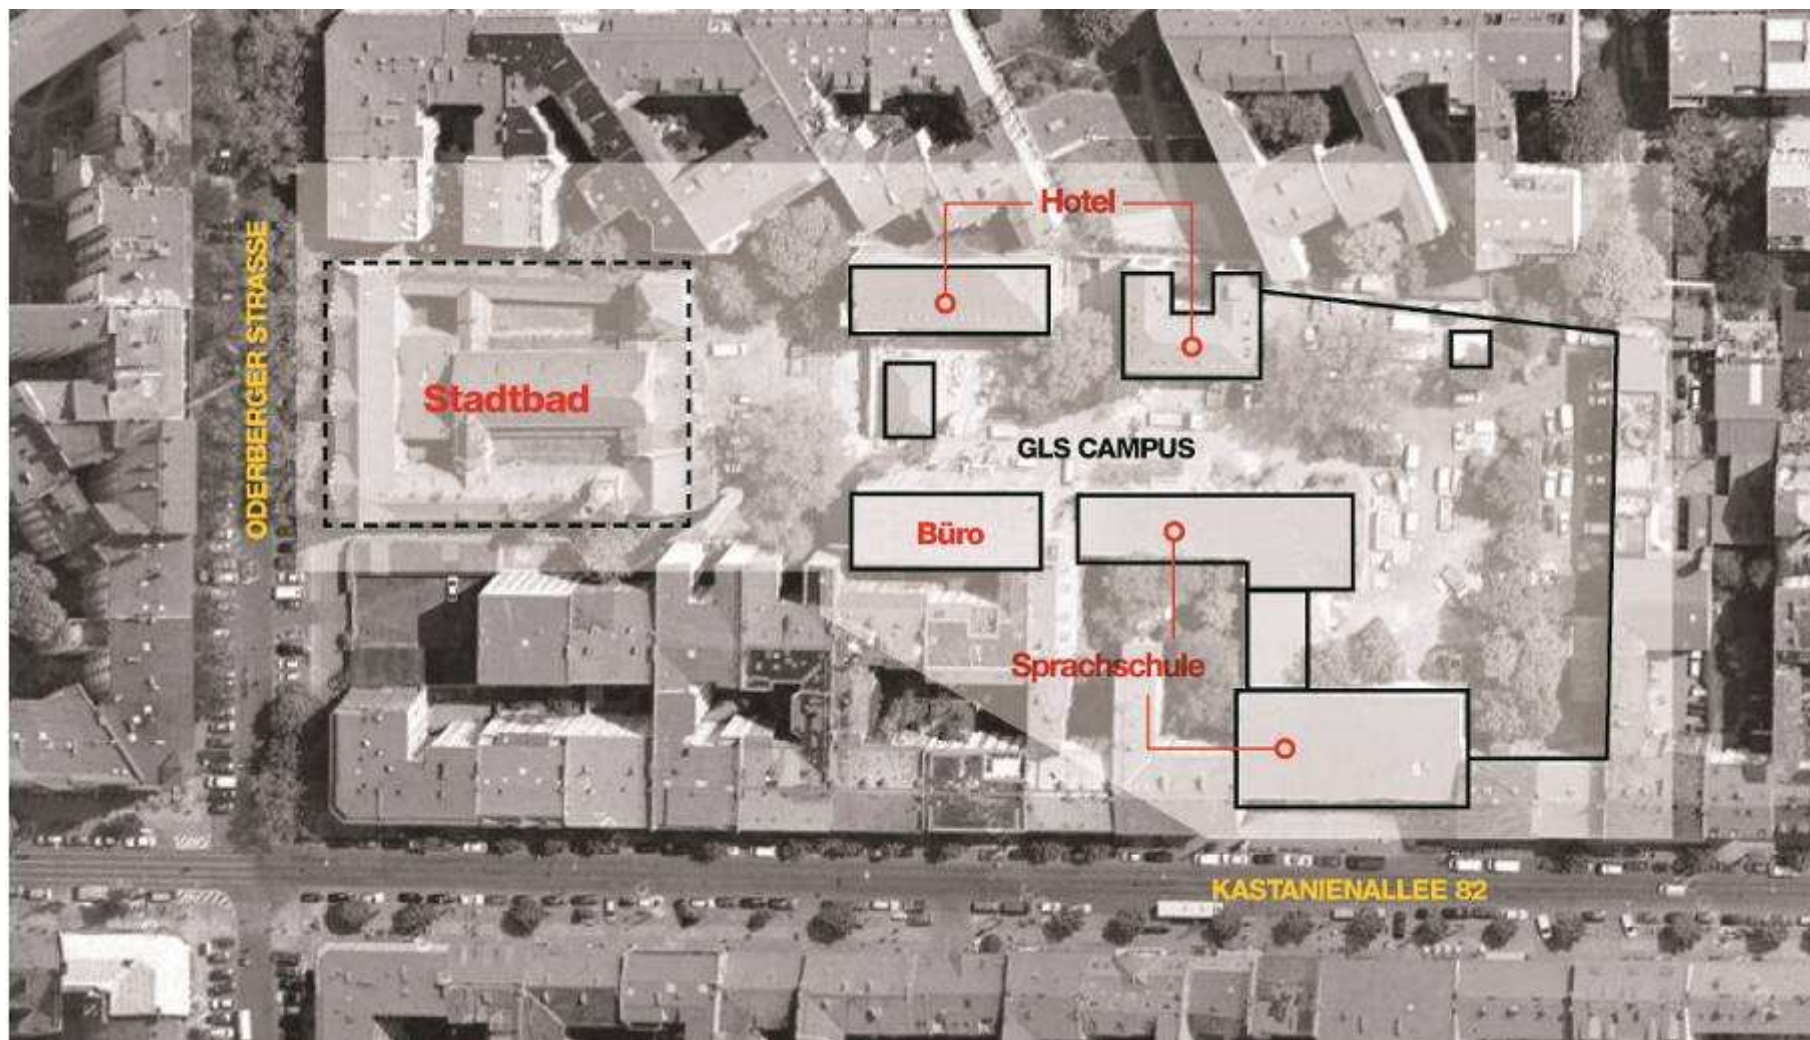 Hotel
ODERBERGER STRASSE
Stadtbad
GLS CAMPUS
Büro
Sprachschule
KASTANIENALLEE 82